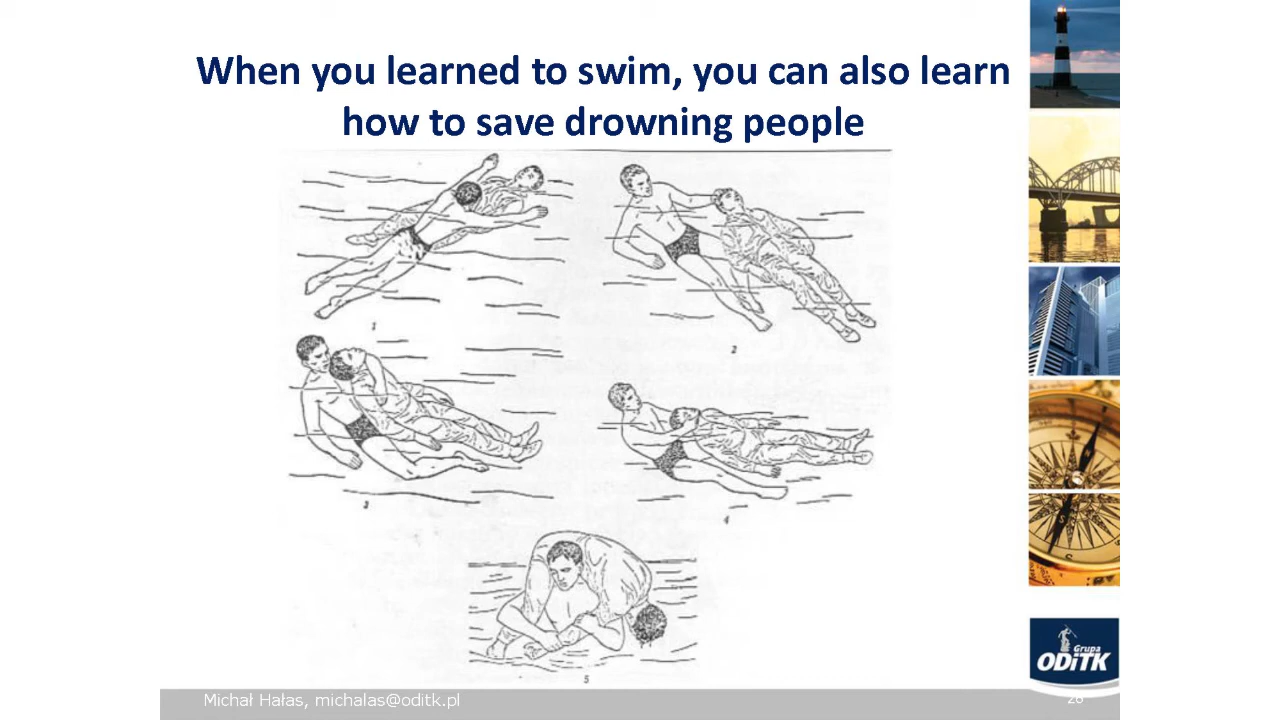 When you learned to swim, you can also learn
how to save drowning people
1
2
3
4
5
Grupa
ODiTK
Michał Hałas, michalas@oditk.pl